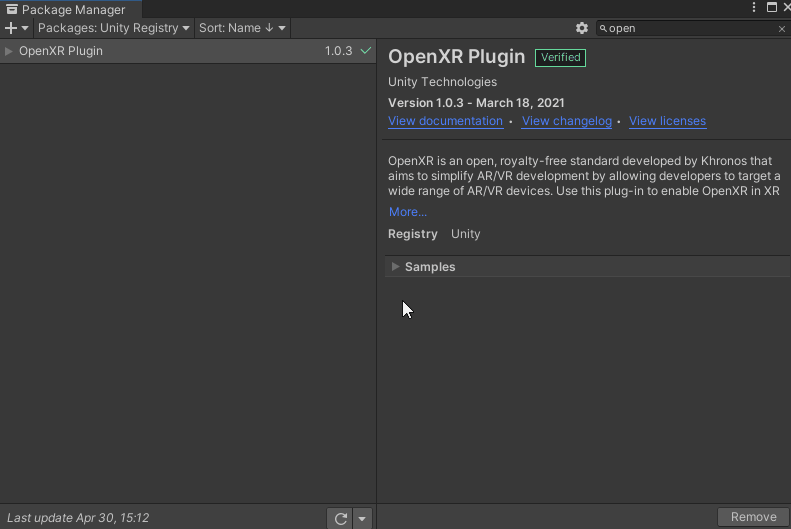 Package Manager
Packages: Unity Registry Sort: Name ↓ open
OpenXR Plugin 1.0.3
OpenXR Plugin Verified
Unity Technologies
Version 1.0.3 - March 18, 2021
View documentation • View changelog • View licenses
OpenXR is an open, royalty-free standard developed by Khronos that
aims to simplify AR/VR development by allowing developers to target a
wide range of AR/VR devices. Use this plug-in to enable OpenXR in XR
More...
Registry Unity
Samples
Last update Apr 30, 15:12
Remove